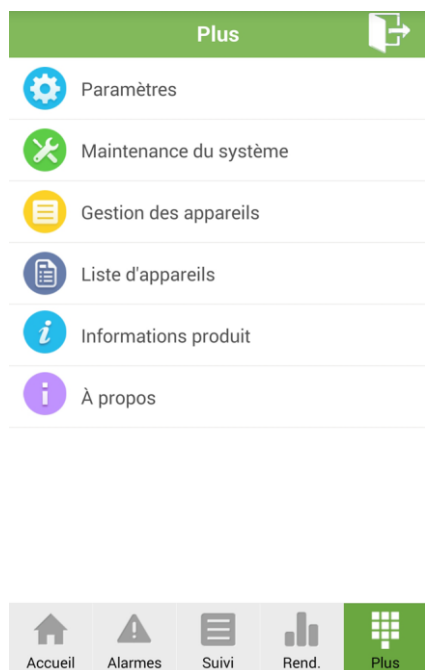 Plus
Paramètres
Maintenance du système
Gestion des appareils
Liste d'appareils
Informations produit
À propos
Accueil Alarmes Suivi Rend. Plus